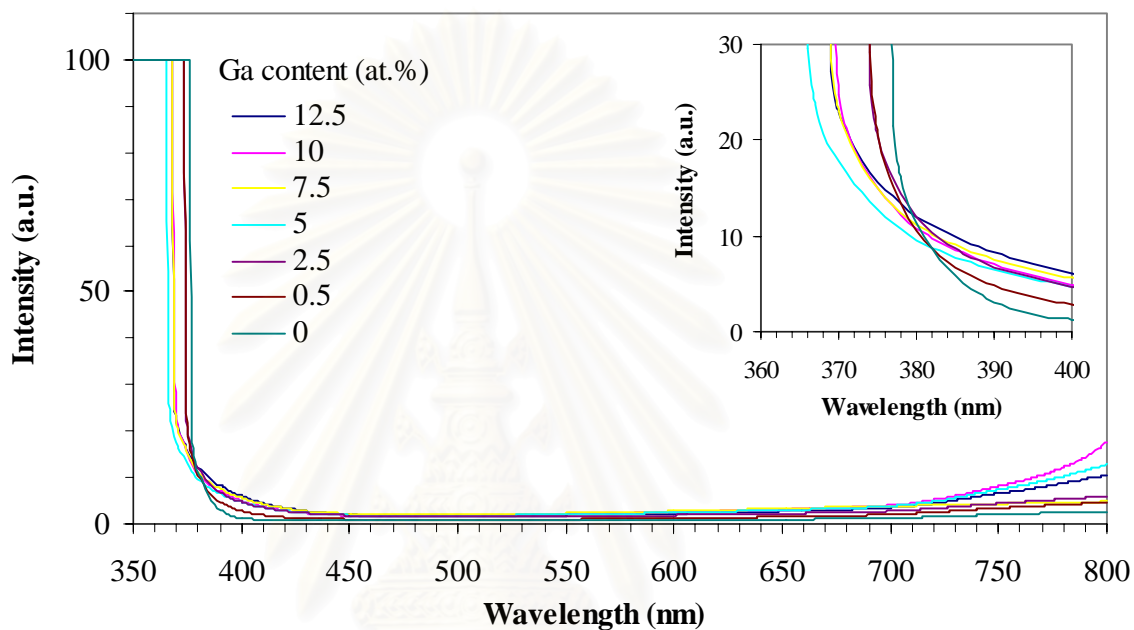 100
50
0
Intensity (a.u.)
Ga content (at.%)
12.5
10
7.5
5
2.5
0.5
0
30
20
10
0
Intensity (a.u.)
360 370 380 390 400
Wavelength (nm)
350 400 450 500 550 600 650 700 750 800
Wavelength (nm)